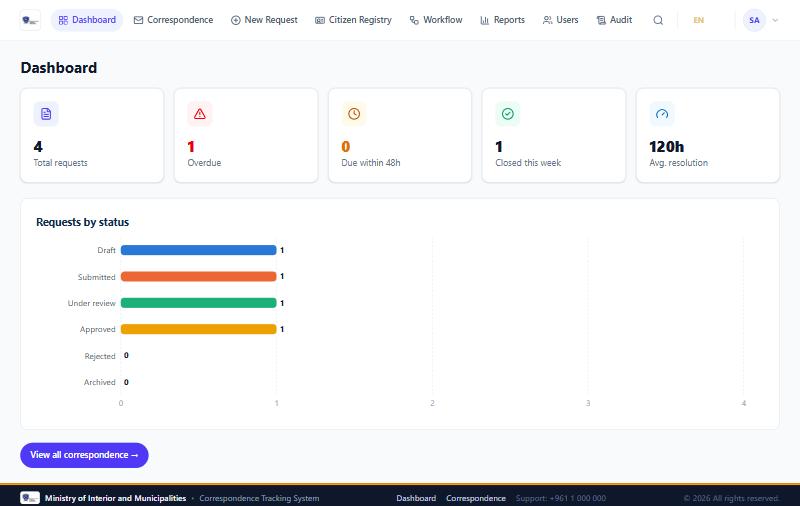 Dashboard Correspondence New Request Citizen Registry Workflow Reports Users Audit EN SA
Dashboard
4
Total requests
1
Overdue
0
Due within 48h
1
Closed this week
120h
Avg. resolution
Requests by status
Draft 1
Submitted 1
Under review 1
Approved 1
Rejected 0
Archived 0
0 1 2 3 4
View all correspondence →
Ministry of Interior and Municipalities • Correspondence Tracking System Dashboard Correspondence Support: +961 1 000 000 © 2026 All rights reserved.